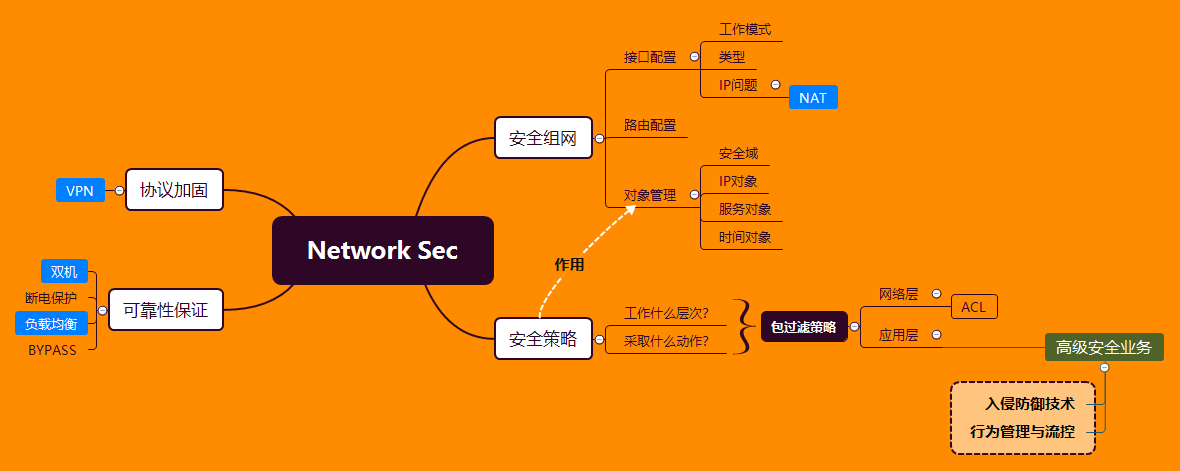 Network Sec
安全组网
接口配置
工作模式
类型
IP问题
NAT
路由配置
对象管理
安全域
IP对象
服务对象
时间对象
作用
安全策略
工作什么层次？
采取什么动作？
包过滤策略
网络层
ACL
应用层
高级安全业务
入侵防御技术
行为管理与流控
协议加固
VPN
可靠性保证
双机
断电保护
负载均衡
BYPASS